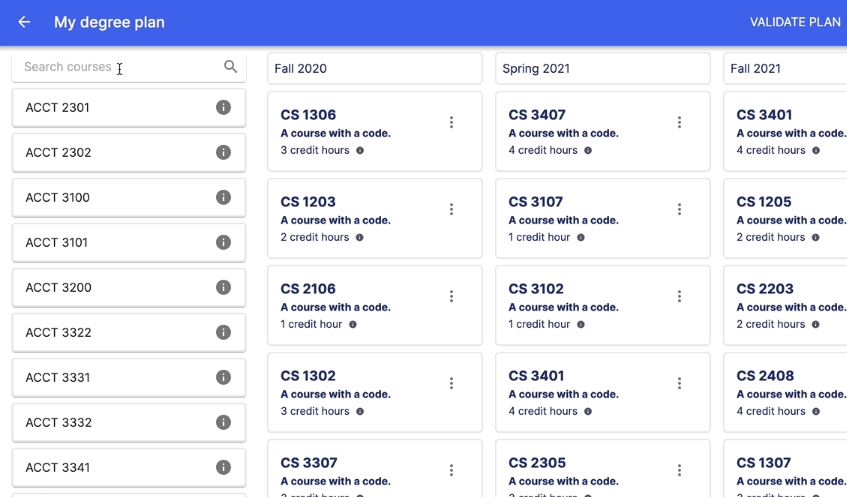 My degree plan
VALIDATE PLAN
Search courses
ACCT 2301
ACCT 2302
ACCT 3100
ACCT 3101
ACCT 3200
ACCT 3322
ACCT 3331
ACCT 3332
ACCT 3341
Fall 2020
CS 1306
A course with a code.
3 credit hours
CS 1203
A course with a code.
2 credit hours
CS 2106
A course with a code.
1 credit hour
CS 1302
A course with a code.
3 credit hours
CS 3307
A course with a code.
Spring 2021
CS 3407
A course with a code.
4 credit hours
CS 3107
A course with a code.
1 credit hour
CS 3102
A course with a code.
1 credit hour
CS 3401
A course with a code.
4 credit hours
CS 2305
A course with a code.
Fall 2021
CS 3401
A course with a code.
4 credit hours
CS 1205
A course with a code.
2 credit hours
CS 2203
A course with a code.
2 credit hours
CS 2408
A course with a code.
4 credit hours
CS 1307
A course with a code.